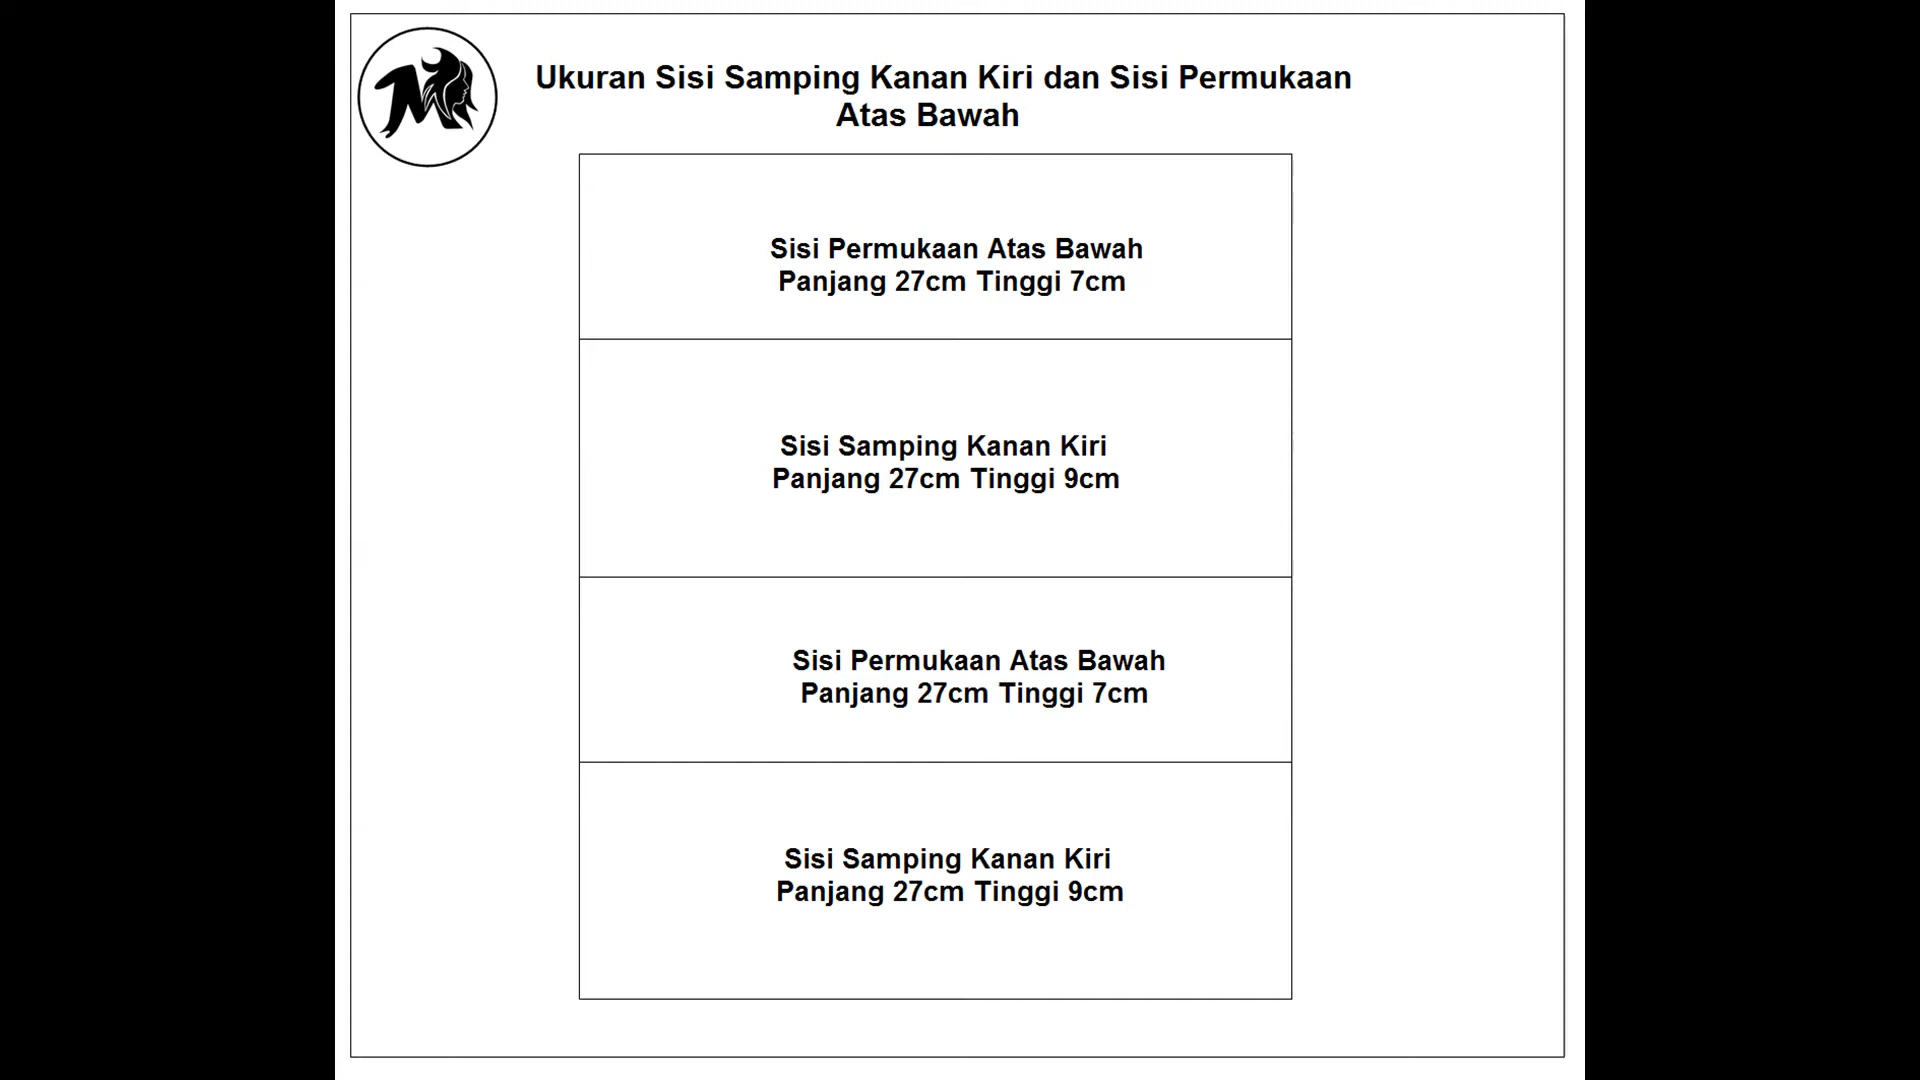 Ukuran Sisi Samping Kanan Kiri dan Sisi Permukaan
Atas Bawah
Sisi Permukaan Atas Bawah
Panjang 27cm Tinggi 7cm
Sisi Samping Kanan Kiri
Panjang 27cm Tinggi 9cm
Sisi Permukaan Atas Bawah
Panjang 27cm Tinggi 7cm
Sisi Samping Kanan Kiri
Panjang 27cm Tinggi 9cm